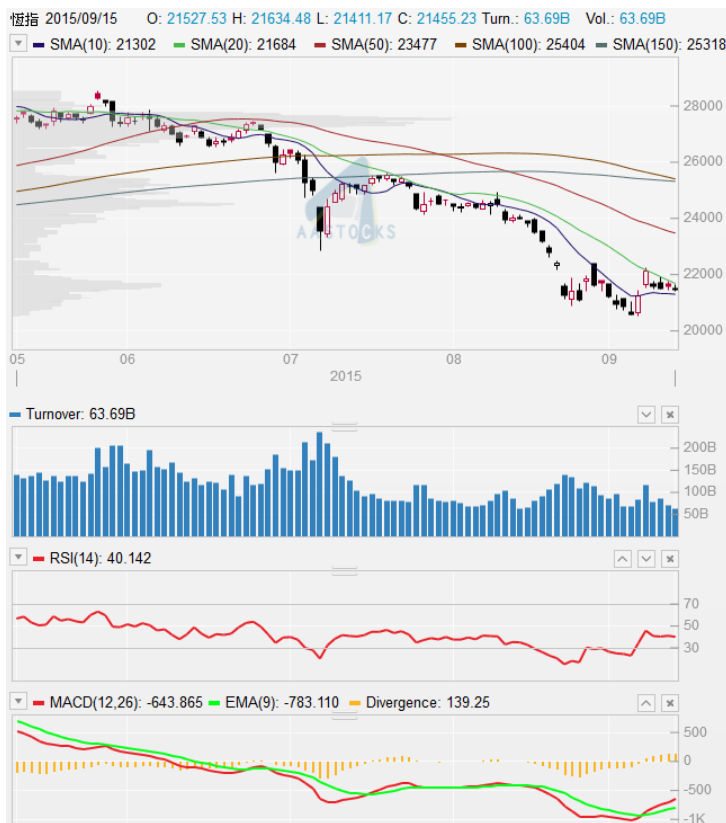 恆指 2015/09/15 O: 21527.53 H: 21634.48 L: 21411.17 C: 21455.23 Turn.: 63.69B Vol.: 63.69B
SMA(10): 21302 SMA(20): 21684 SMA(50): 23477 SMA(100): 25404 SMA(150): 25318
28000
26000
AASTOCKS
24000
22000
20000
05 06 07 08 09
2015
Turnover: 63.69B
200B
150B
100B
50B
RSI(14): 40.142
70
50
30
MACD(12,26): -643.865 EMA(9): -783.110 Divergence: 139.25
500
0
-500
-1K